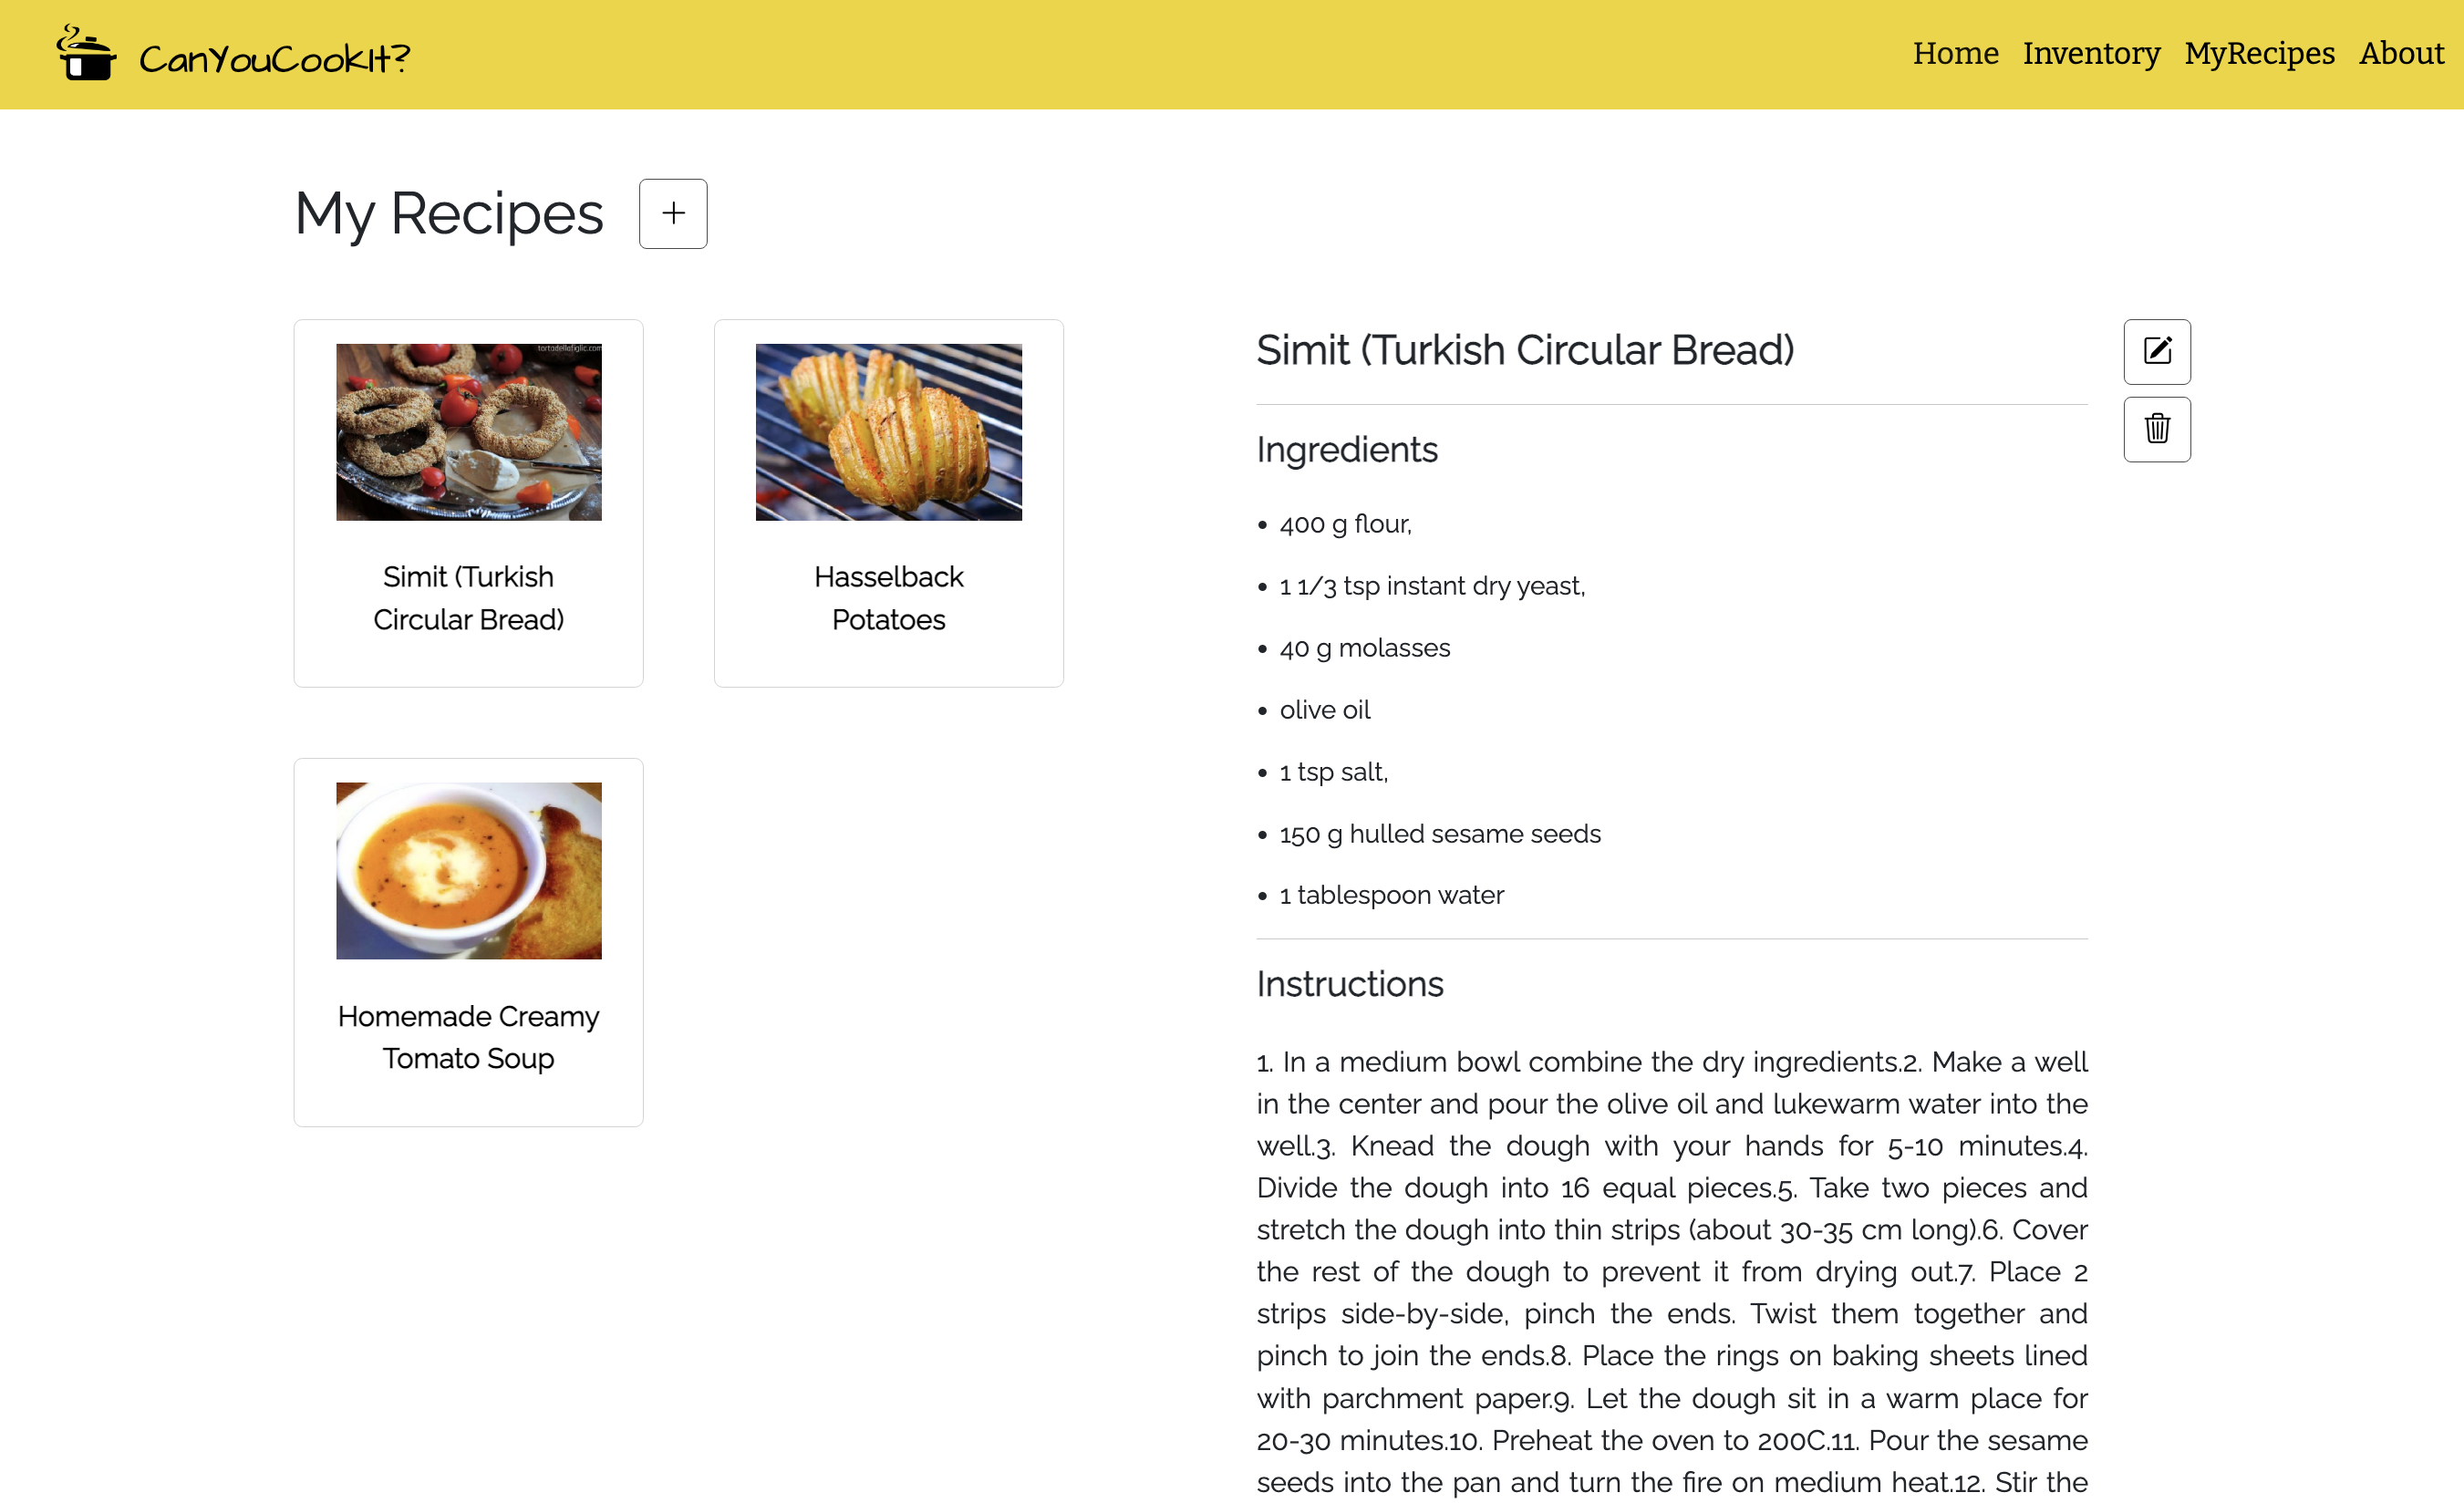 CanYouCookIt?
Home Inventory MyRecipes About
My Recipes
tortadellafiglic.com
Simit (Turkish
Circular Bread)
Hasselback
Potatoes
Homemade Creamy
Tomato Soup
Simit (Turkish Circular Bread)
Ingredients
• 400 g flour,
• 1 1/3 tsp instant dry yeast,
• 40 g molasses
• olive oil
• 1 tsp salt,
• 150 g hulled sesame seeds
• 1 tablespoon water
Instructions
1. In a medium bowl combine the dry ingredients.2. Make a well
in the center and pour the olive oil and lukewarm water into the
well.3. Knead the dough with your hands for 5-10 minutes.4.
Divide the dough into 16 equal pieces.5. Take two pieces and
stretch the dough into thin strips (about 30-35 cm long).6. Cover
the rest of the dough to prevent it from drying out.7. Place 2
strips side-by-side, pinch the ends. Twist them together and
pinch to join the ends.8. Place the rings on baking sheets lined
with parchment paper.9. Let the dough sit in a warm place for
20-30 minutes.10. Preheat the oven to 200C.11. Pour the sesame
seeds into the pan and turn the fire on medium heat.12. Stir the